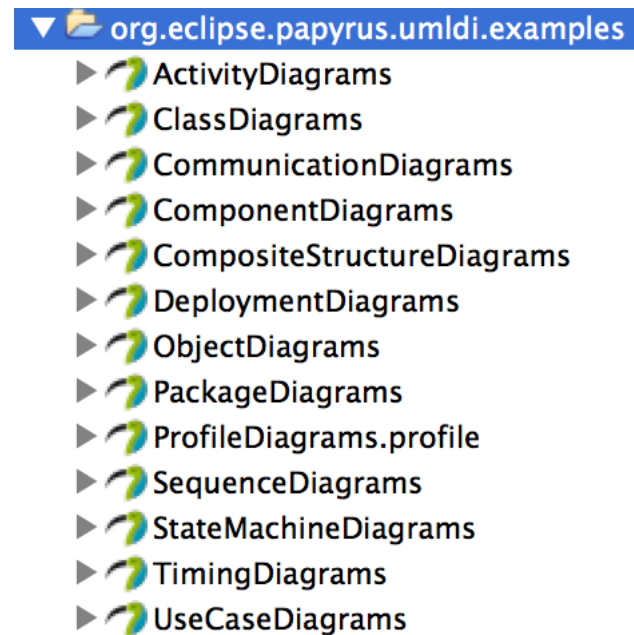 org.eclipse.papyrus.umldi.examples
ActivityDiagrams
ClassDiagrams
CommunicationDiagrams
ComponentDiagrams
CompositeStructureDiagrams
DeploymentDiagrams
ObjectDiagrams
PackageDiagrams
ProfileDiagrams.profile
SequenceDiagrams
StateMachineDiagrams
TimingDiagrams
UseCaseDiagrams